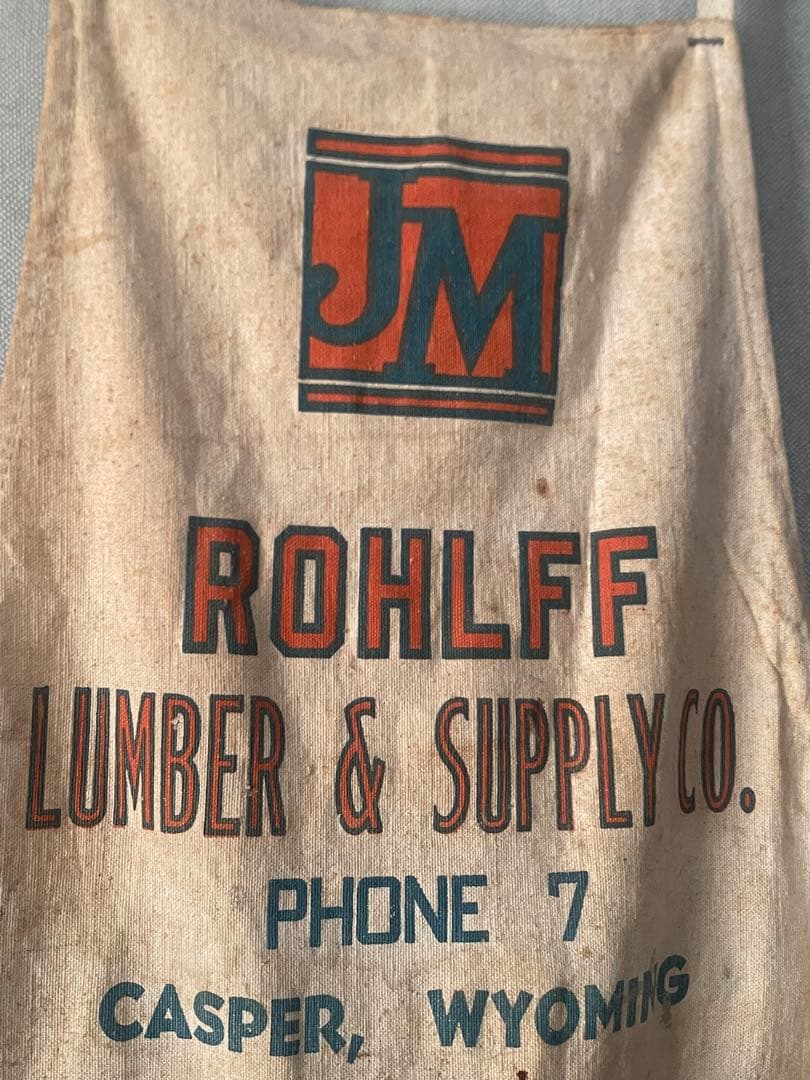 JM
ROHLFF
LUMBER & SUPPLY CO.
PHONE 7
CASPER, WYOMING